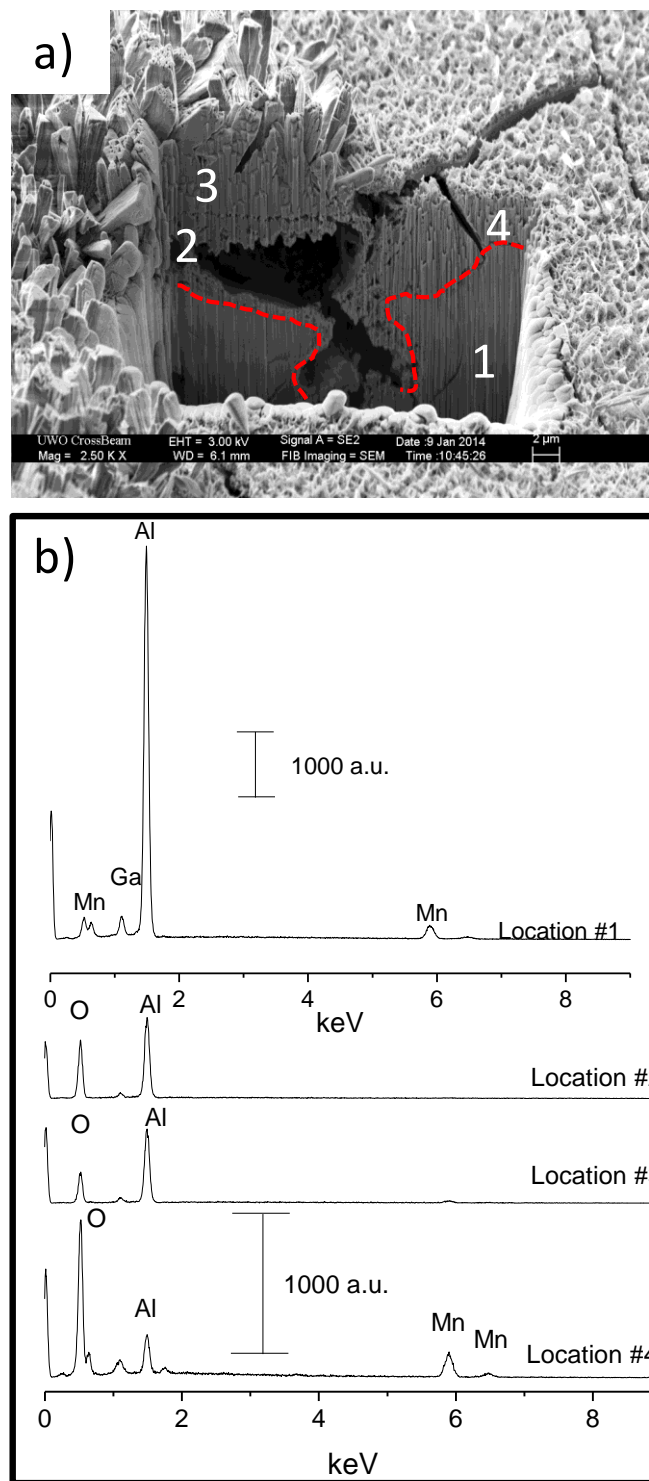 a)
3
2
4
1
UWO CrossBeam EHT = 3.00 kV Signal A = SE2 Date :9 Jan 2014 2 µm
Mag = 2.50 K X WD = 6.1 mm FIB Imaging = SEM Time :10:45:26
b)
Al
1000 a.u.
Ga
Mn
Mn
Location #1
0 2 4 6 8
keV
O Al
Location #
O Al
Location #
O
1000 a.u.
Al
Mn
Mn
Location #4
0 2 4 6 8
keV